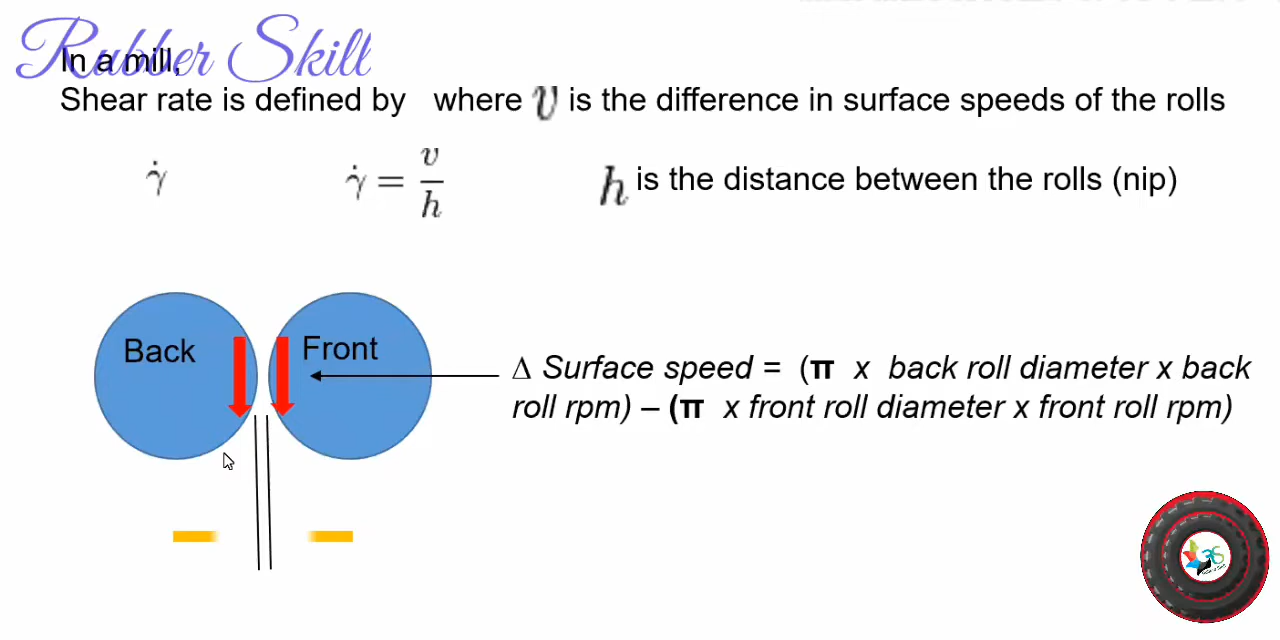 Rubber Skill
In a mill,
Shear rate is defined by where v is the difference in surface speeds of the rolls
γ̇ γ̇ = v/h h is the distance between the rolls (nip)
Back Front
Δ Surface speed = (π x back roll diameter x back
roll rpm) – (π x front roll diameter x front roll rpm)